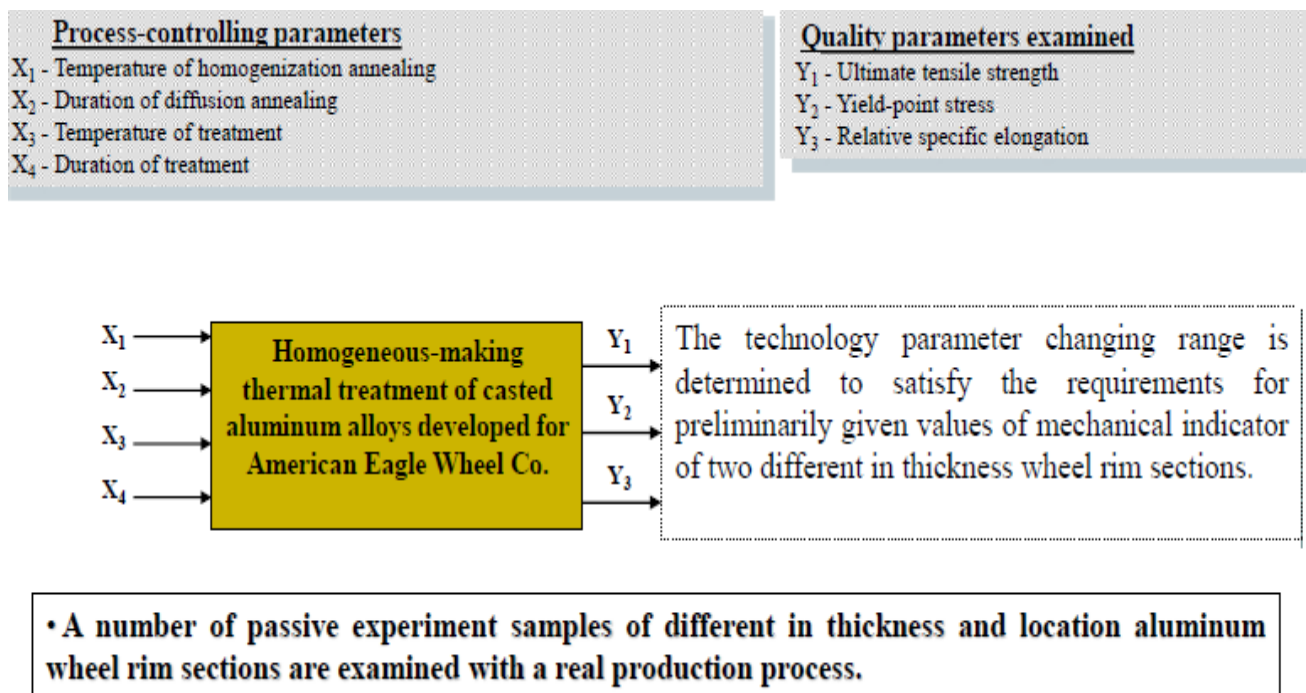 Process-controlling parameters
X1 - Temperature of homogenization annealing
X2 - Duration of diffusion annealing
X3 - Temperature of treatment
X4 - Duration of treatment
Quality parameters examined
Y1 - Ultimate tensile strength
Y2 - Yield-point stress
Y3 - Relative specific elongation
X1
X2
X3
X4
Homogeneous-making
thermal treatment of casted
aluminum alloys developed for
American Eagle Wheel Co.
Y1
Y2
Y3
The technology parameter changing range is
determined to satisfy the requirements for
preliminarily given values of mechanical indicator
of two different in thickness wheel rim sections.
• A number of passive experiment samples of different in thickness and location aluminum
wheel rim sections are examined with a real production process.